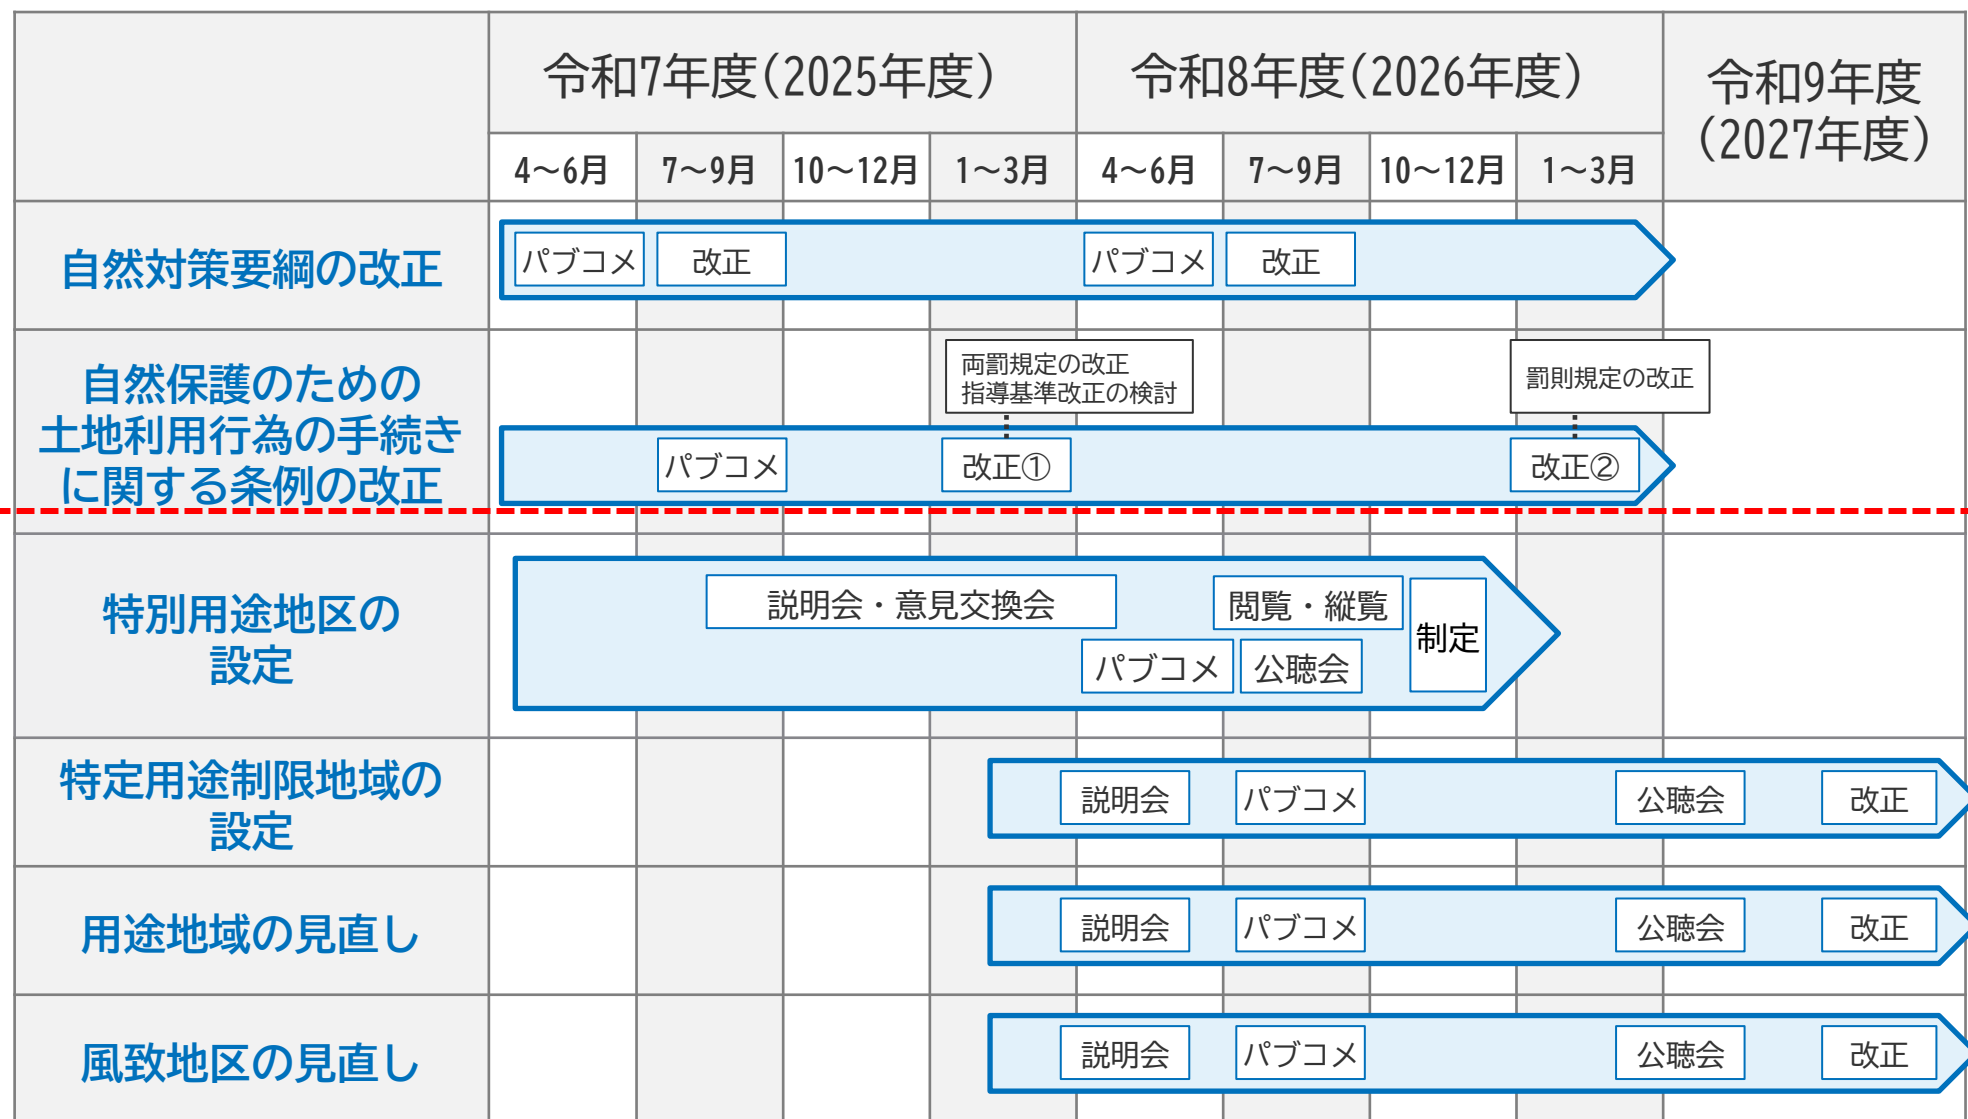 令和7年度(2025年度)
令和8年度(2026年度)
令和9年度
(2027年度)
4～6月
7～9月
10～12月
1～3月
4～6月
7～9月
10～12月
1～3月
自然対策要綱の改正
パブコメ
改正
パブコメ
改正
自然保護のための
土地利用行為の手続き
に関する条例の改正
両罰規定の改正
指導基準改正の検討
罰則規定の改正
パブコメ
改正①
改正②
特別用途地区の
設定
説明会・意見交換会
閲覧・縦覧
制定
パブコメ
公聴会
特定用途制限地域の
設定
説明会
パブコメ
公聴会
改正
用途地域の見直し
説明会
パブコメ
公聴会
改正
風致地区の見直し
説明会
パブコメ
公聴会
改正